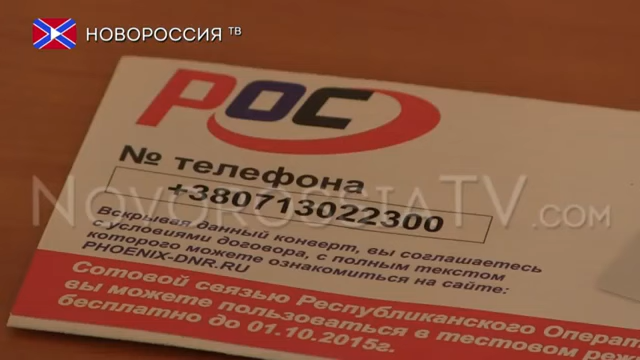 НОВОРОССИЯ ТВ
РОС
№ телефона
+380713022300
NOVOROSSIATV.COM
Вскрывая данный конверт, вы соглашаетесь
с условиями договора, с полным текстом
которого можете ознакомиться на сайте:
PHOENIX-DNR.RU
Сотовой связью Республиканского
вы можете пользоваться в тестовом
бесплатно до 01.10.2015г.